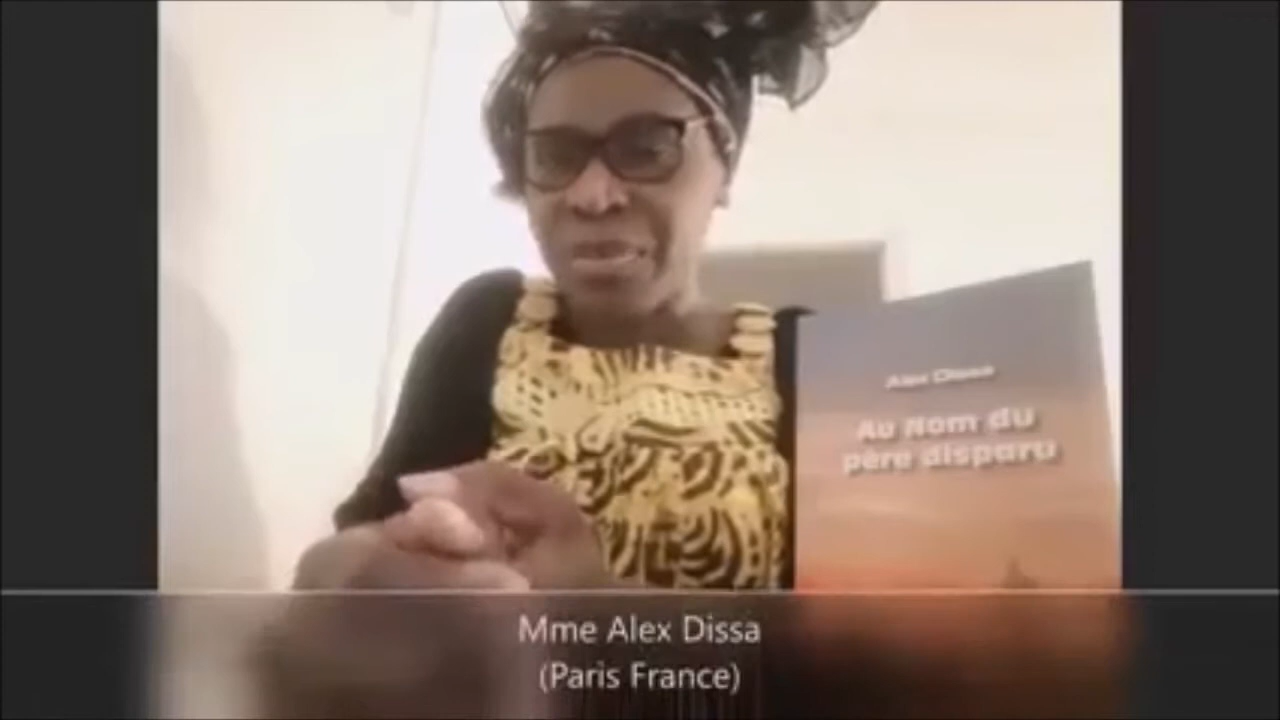 Alex Dissa
Au Nom du
père disparu
Mme Alex Dissa
(Paris France)